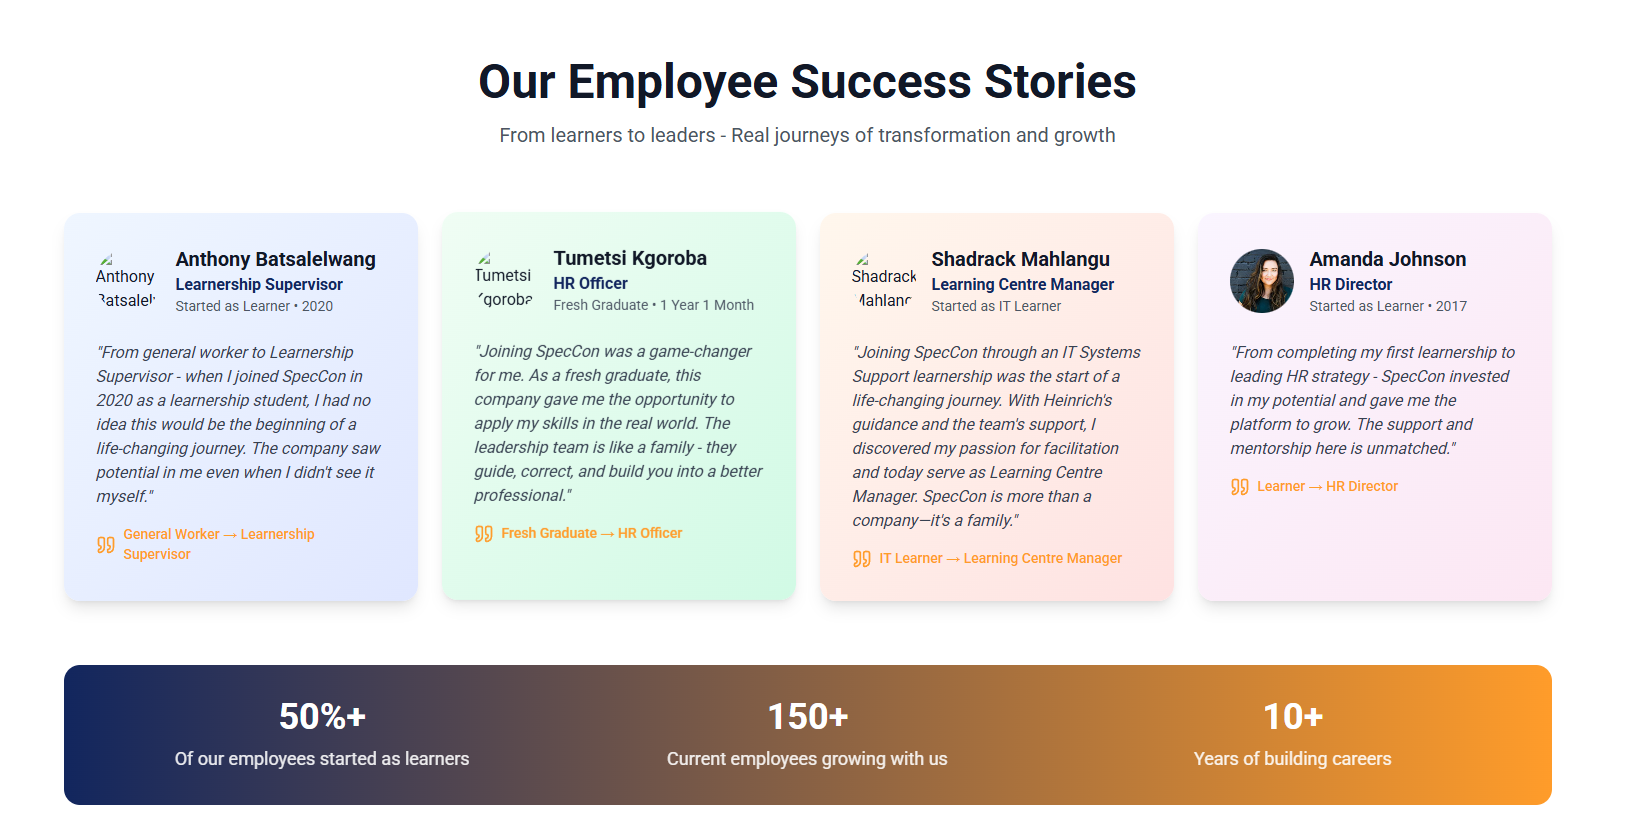 Our Employee Success Stories
From learners to leaders - Real journeys of transformation and growth
Anthony
Anthony Batsalelwang
Learnership Supervisor
Started as Learner • 2020
"From general worker to Learnership
Supervisor - when I joined SpecCon in
2020 as a learnership student, I had no
idea this would be the beginning of a
life-changing journey. The company saw
potential in me even when I didn't see it
myself."
General Worker → Learnership
Supervisor
Tumetsi
Kgoroba
Tumetsi Kgoroba
HR Officer
Fresh Graduate • 1 Year 1 Month
"Joining SpecCon was a game-changer
for me. As a fresh graduate, this
company gave me the opportunity to
apply my skills in the real world. The
leadership team is like a family - they
guide, correct, and build you into a better
professional."
Fresh Graduate → HR Officer
Shadrack
Shadrack Mahlangu
Learning Centre Manager
Started as IT Learner
"Joining SpecCon through an IT Systems
Support learnership was the start of a
life-changing journey. With Heinrich's
guidance and the team's support, I
discovered my passion for facilitation
and today serve as Learning Centre
Manager. SpecCon is more than a
company—it's a family."
IT Learner → Learning Centre Manager
Amanda Johnson
HR Director
Started as Learner • 2017
"From completing my first learnership to
leading HR strategy - SpecCon invested
in my potential and gave me the
platform to grow. The support and
mentorship here is unmatched."
Learner → HR Director
50%+
Of our employees started as learners
150+
Current employees growing with us
10+
Years of building careers